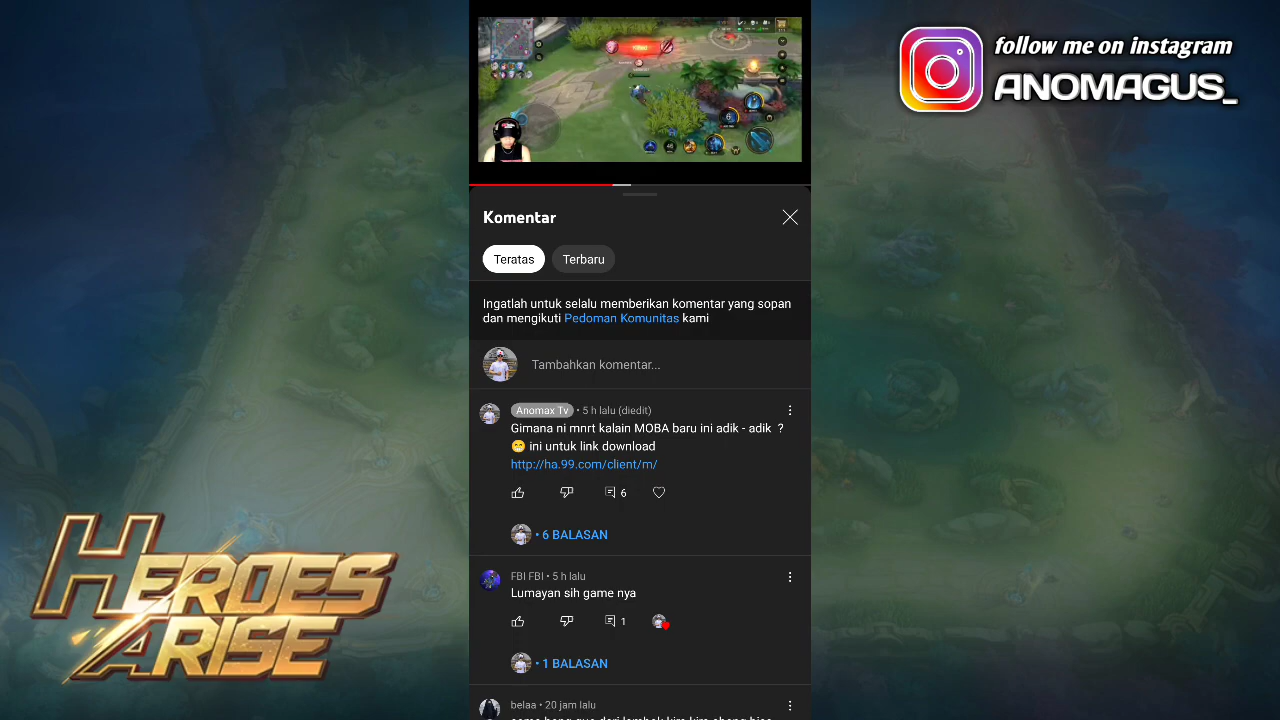 follow me on instagram
ANOMAGUS_
Komentar
Teratas
Terbaru
Ingatlah untuk selalu memberikan komentar yang sopan
dan mengikuti Pedoman Komunitas kami
Tambahkan komentar...
Anomax Tv • 5 h lalu (diedit)
Gimana ni mnrt kalain MOBA baru ini adik - adik ?
😁 ini untuk link download
http://ha.99.com/client/m/
6
• 6 BALASAN
FBI FBI • 5 h lalu
Lumayan sih game nya
1
• 1 BALASAN
belaa • 20 jam lalu
HEROES
ARISE